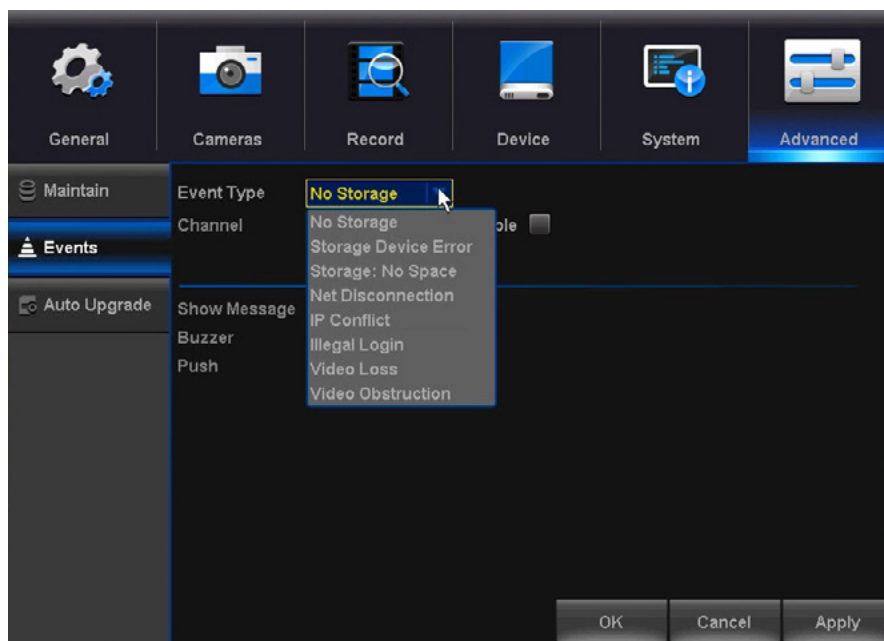 General Cameras Record Device System Advanced
Maintain
Events
Auto Upgrade
Event Type No Storage
Channel
No Storage
Storage Device Error
Storage: No Space
Net Disconnection
IP Conflict
Illegal Login
Video Loss
Video Obstruction
Show Message
Buzzer
Push
OK Cancel Apply